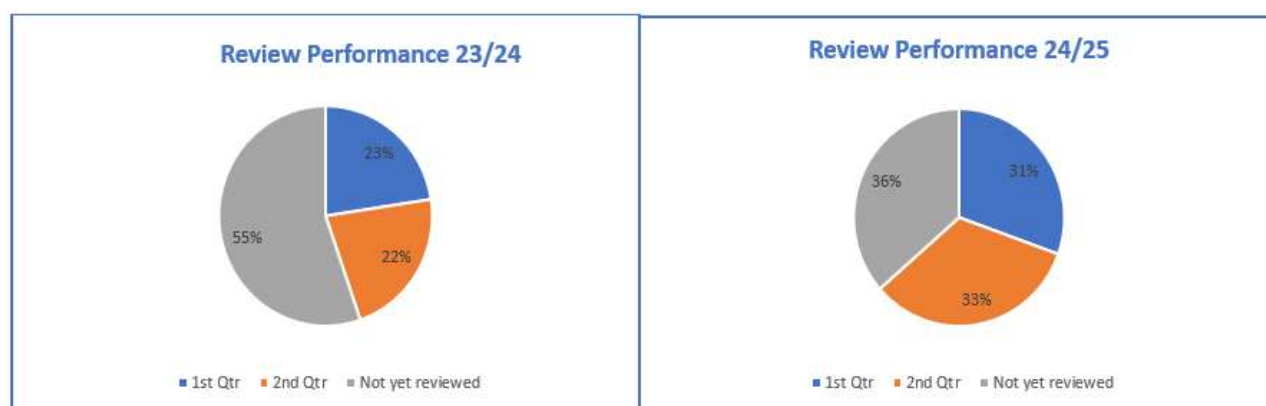 Review Performance 23/24
23%
22%
55%
1st Qtr 2nd Qtr Not yet reviewed
Review Performance 24/25
31%
33%
36%
1st Qtr 2nd Qtr Not yet reviewed